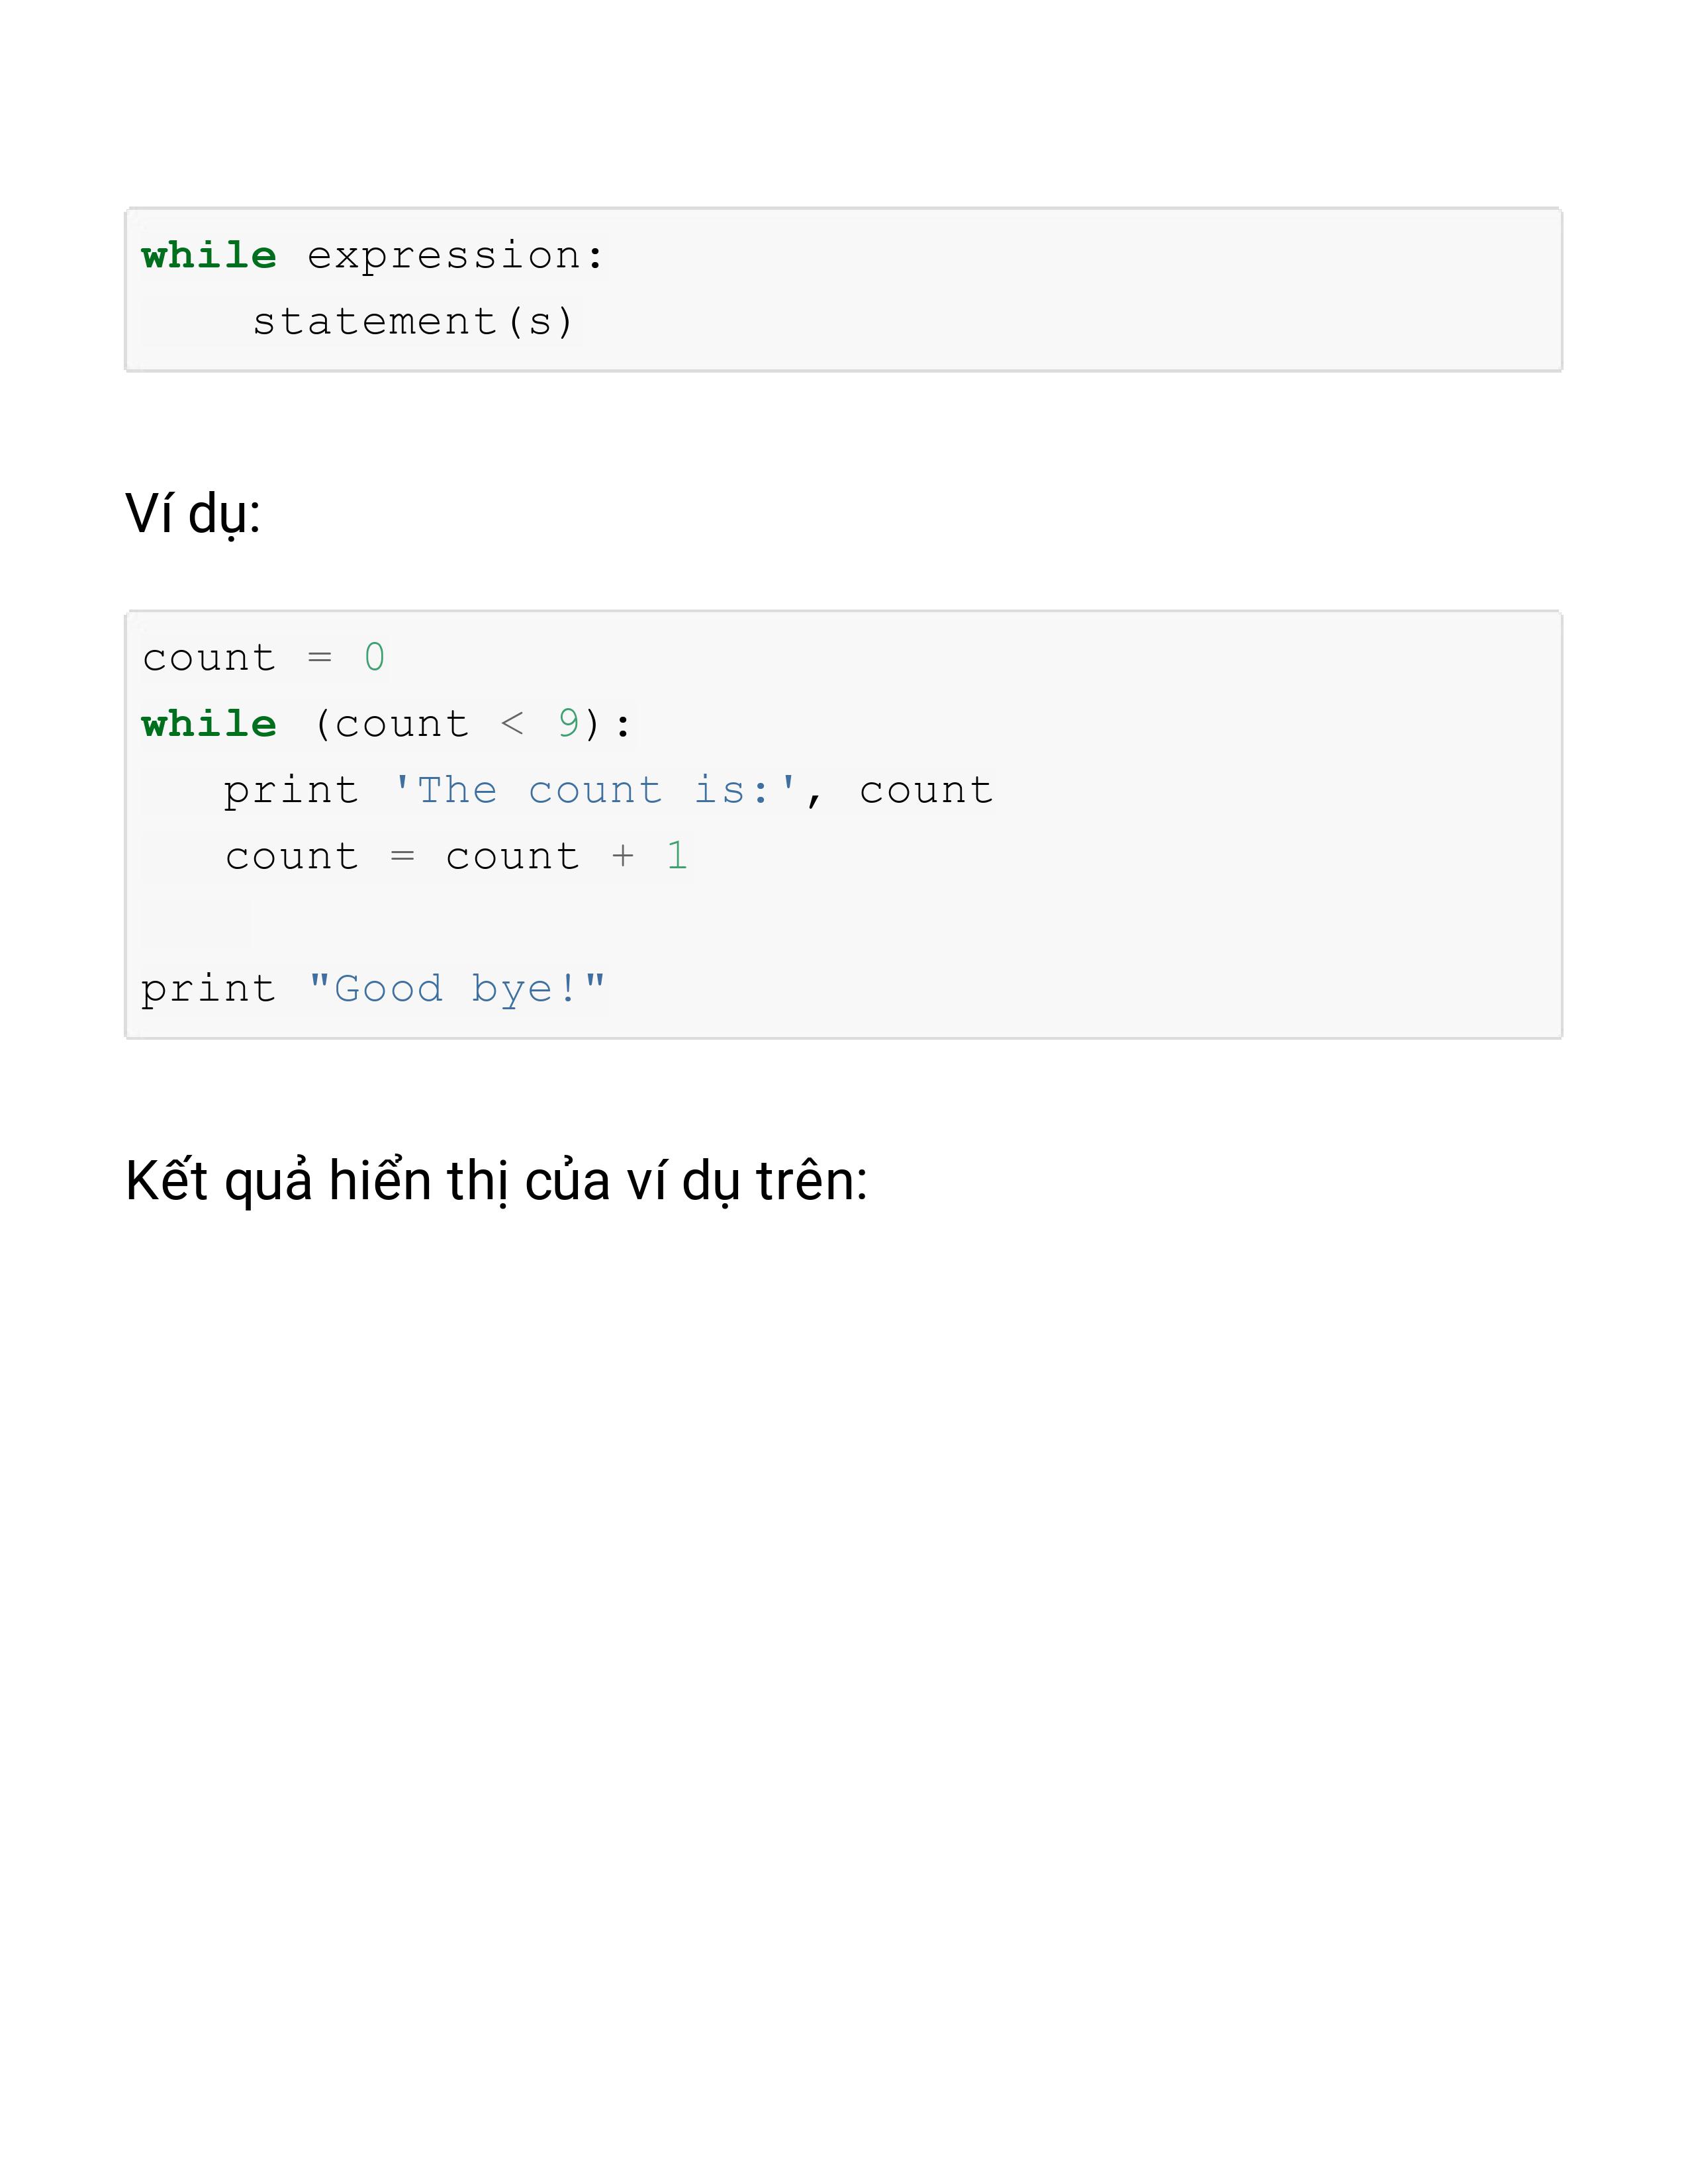 while expression:
    statement(s)
Ví dụ:
count = 0
while (count < 9):
   print 'The count is:', count
   count = count + 1
print "Good bye!"
Kết quả hiển thị của ví dụ trên: